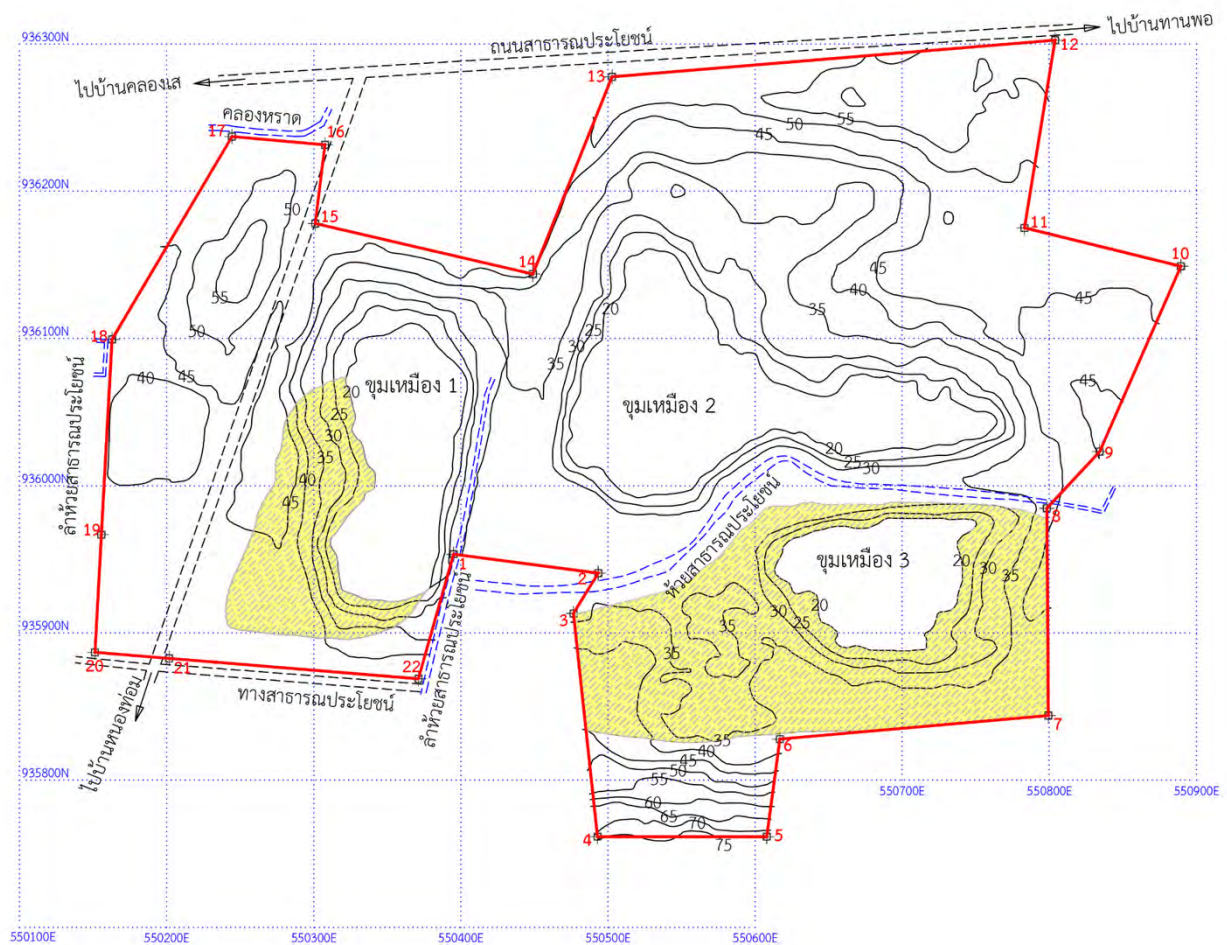 936300N
ถนนสาธารณประโยชน์
ไปบ้านทานพอ
12
13
ไปบ้านคลองเส
55
คลองหราด
17
16
55
50
45
936200N
50
15
11
14
45
10
40
35
45
55
50
20
25
30
35
936100N
18
40
45
45
ขุมเหมือง 1
20
25
30
35
40
45
ขุมเหมือง 2
20
25
30
9
936000N
ลำห้วยสาธารณประโยชน์
19
8
1
2
3
ห้วยสาธารณประโยชน์
ขุมเหมือง 3
20
30
35
30
20
25
35
35
935900N
20
21
22
ทางสาธารณประโยชน์
ลำห้วยสาธารณประโยชน์
ไปบ้านหนองท่อม
7
6
35
40
45
50
55
60
65
70
75
935800N
4
5
550700E
550800E
550900E
550100E
550200E
550300E
550400E
550500E
550600E